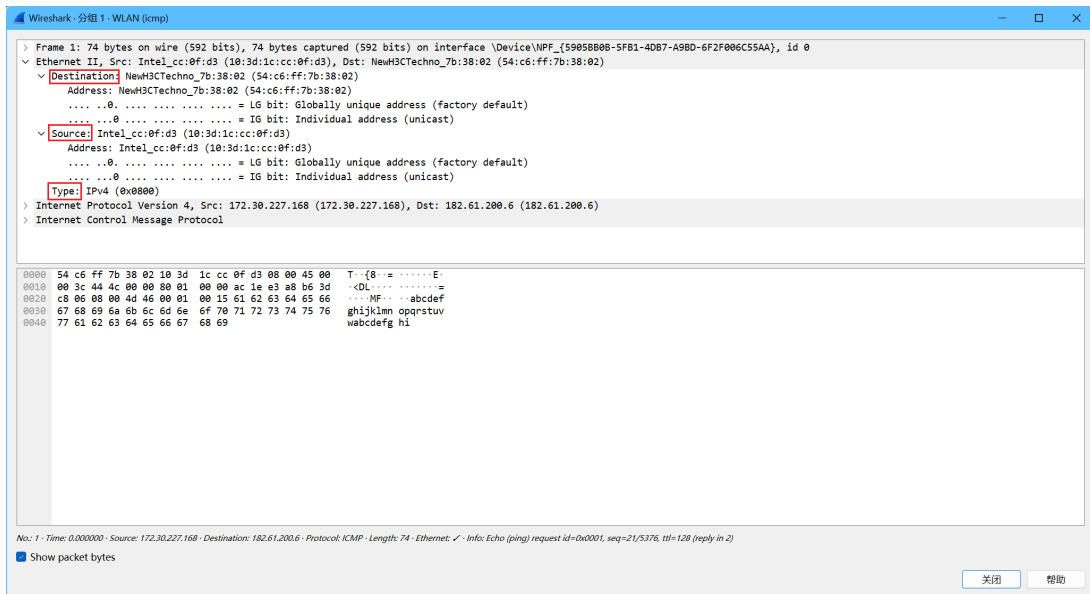 Wireshark · 分组 1 · WLAN (icmp)
Frame 1: 74 bytes on wire (592 bits), 74 bytes captured (592 bits) on interface \Device\NPF_{5905BB0B-5FB1-4DB7-A9BD-6F2F006C55AA}, id 0
Ethernet II, Src: Intel_cc:0f:d3 (10:3d:1c:cc:0f:d3), Dst: NewH3CTechno_7b:38:02 (54:c6:ff:7b:38:02)
Destination: NewH3CTechno_7b:38:02 (54:c6:ff:7b:38:02)
Address: NewH3CTechno_7b:38:02 (54:c6:ff:7b:38:02)
.... ..0. .... .... .... .... = LG bit: Globally unique address (factory default)
.... ...0 .... .... .... .... = IG bit: Individual address (unicast)
Source: Intel_cc:0f:d3 (10:3d:1c:cc:0f:d3)
Address: Intel_cc:0f:d3 (10:3d:1c:cc:0f:d3)
.... ..0. .... .... .... .... = LG bit: Globally unique address (factory default)
.... ...0 .... .... .... .... = IG bit: Individual address (unicast)
Type: IPv4 (0x0800)
Internet Protocol Version 4, Src: 172.30.227.168 (172.30.227.168), Dst: 182.61.200.6 (182.61.200.6)
Internet Control Message Protocol
0000 54 c6 ff 7b 38 02 10 3d 1c cc 0f d3 08 00 45 00 T··{8··= ······E·
0010 00 3c 44 4c 00 00 80 01 00 00 ac 1e e3 a8 b6 3d ·<DL···· ·······=
0020 c8 06 08 00 4d 46 00 01 00 15 61 62 63 64 65 66 ····MF·· ··abcdef
0030 67 68 69 6a 6b 6c 6d 6e 6f 70 71 72 73 74 75 76 ghijklmn opqrstuv
0040 77 61 62 63 64 65 66 67 68 69 wabcdefg hi
No.: 1 · Time: 0.000000 · Source: 172.30.227.168 · Destination: 182.61.200.6 · Protocol: ICMP · Length: 74 · Ethernet: ✓ · Info: Echo (ping) request id=0x0001, seq=21/5376, ttl=128 (reply in 2)
Show packet bytes
关闭 帮助